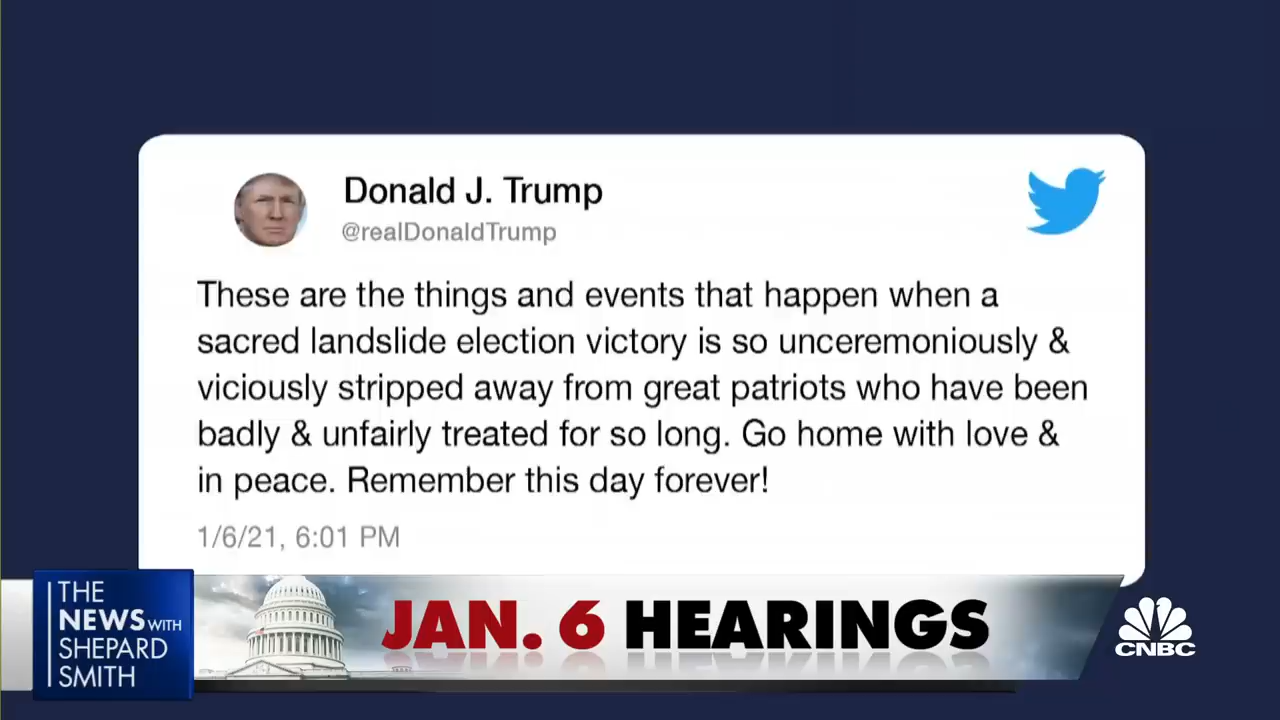 Donald J. Trump
@realDonaldTrump
These are the things and events that happen when a
sacred landslide election victory is so unceremoniously &
viciously stripped away from great patriots who have been
badly & unfairly treated for so long. Go home with love &
in peace. Remember this day forever!
1/6/21, 6:01 PM
THE
NEWS WITH
SHEPARD
SMITH
JAN. 6 HEARINGS
CNBC